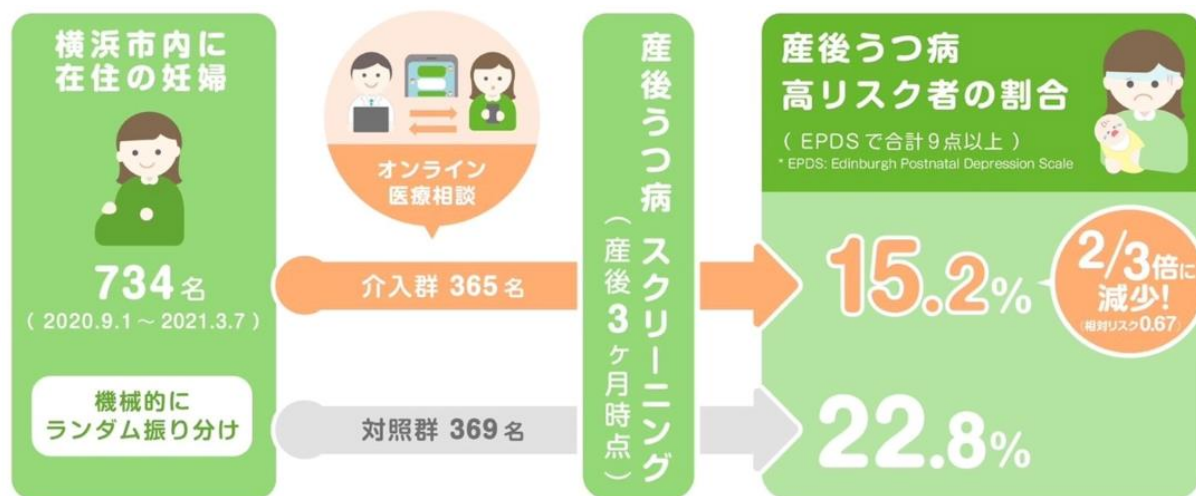 横浜市内に
在住の妊婦
734名
（2020.9.1～2021.3.7）
機械的に
ランダム振り分け
オンライン
医療相談
介入群 365名
対照群 369名
産後うつ病 スクリーニング
（産後3ヶ月時点）
産後うつ病
高リスク者の割合
（EPDSで合計9点以上）
* EPDS: Edinburgh Postnatal Depression Scale
15.2%
2/3倍に
減少!
(相対リスク0.67)
22.8%